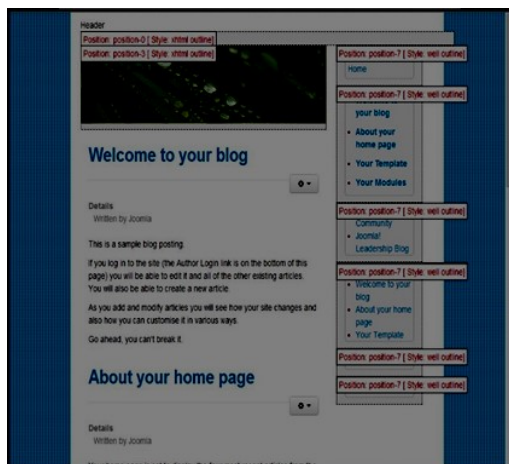 Header
Position: position-0 [ Style: xhtml outline]
Position: position-3 [ Style: xhtml outline]
Welcome to your blog
Details
Written by Joomla
This is a sample blog posting.
If you log in to the site (the Author Login link is on the bottom of this
page) you will be able to edit it and all of the other existing articles.
You will also be able to create a new article.
As you add and modify articles you will see how your site changes and
also how you can customise it in various ways.
Go ahead, you can't break it.
About your home page
Details
Written by Joomla
Position: position-7 [ Style: well outline]
Home
Position: position-7 [ Style: well outline]
your blog
About your
home page
Your Template
Your Modules
Position: position-7 [ Style: well outline]
Community
Joomla!
Leadership Blog
Position: position-7 [ Style: well outline]
Welcome to your
blog
About your home
page
Your Template
Position: position-7 [ Style: well outline]
Position: position-7 [ Style: well outline]